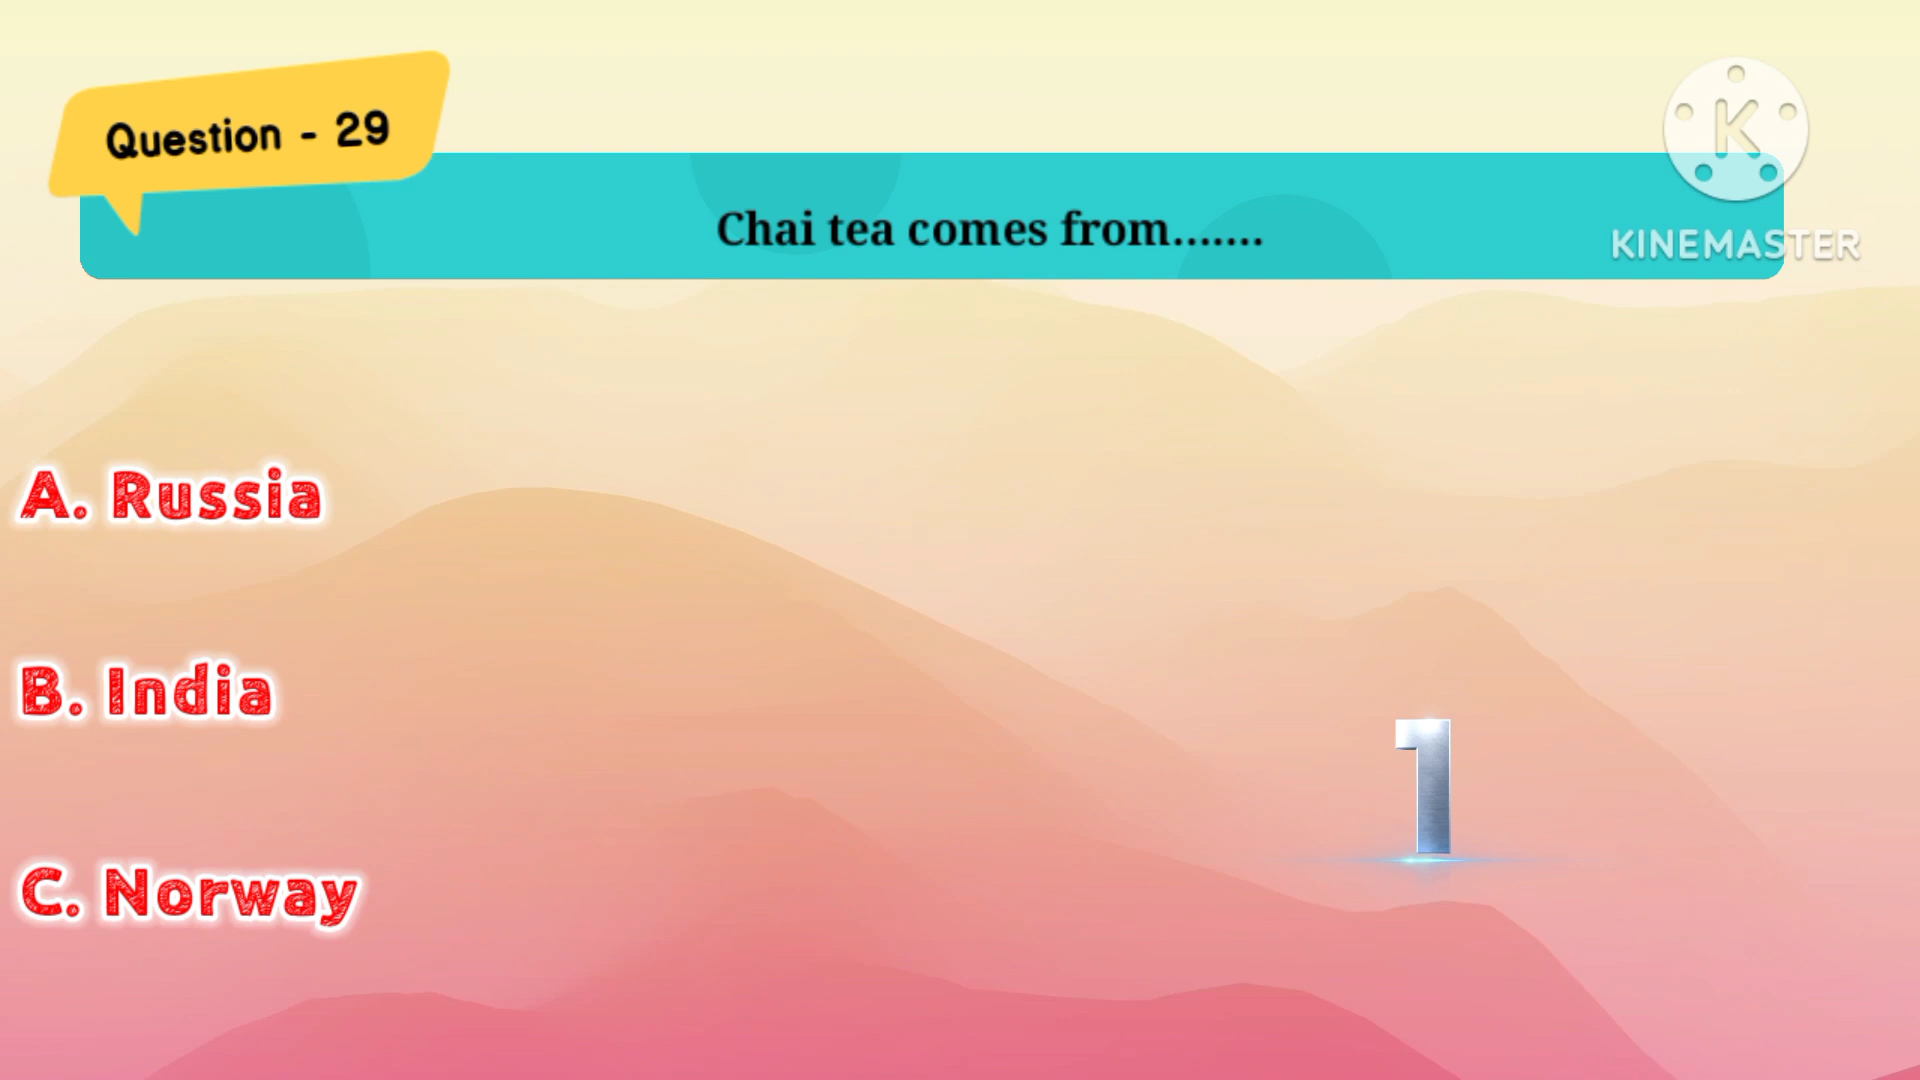 Question - 29
Chai tea comes from.......
K
KINEMASTER
A. Russia
B. India
C. Norway
1